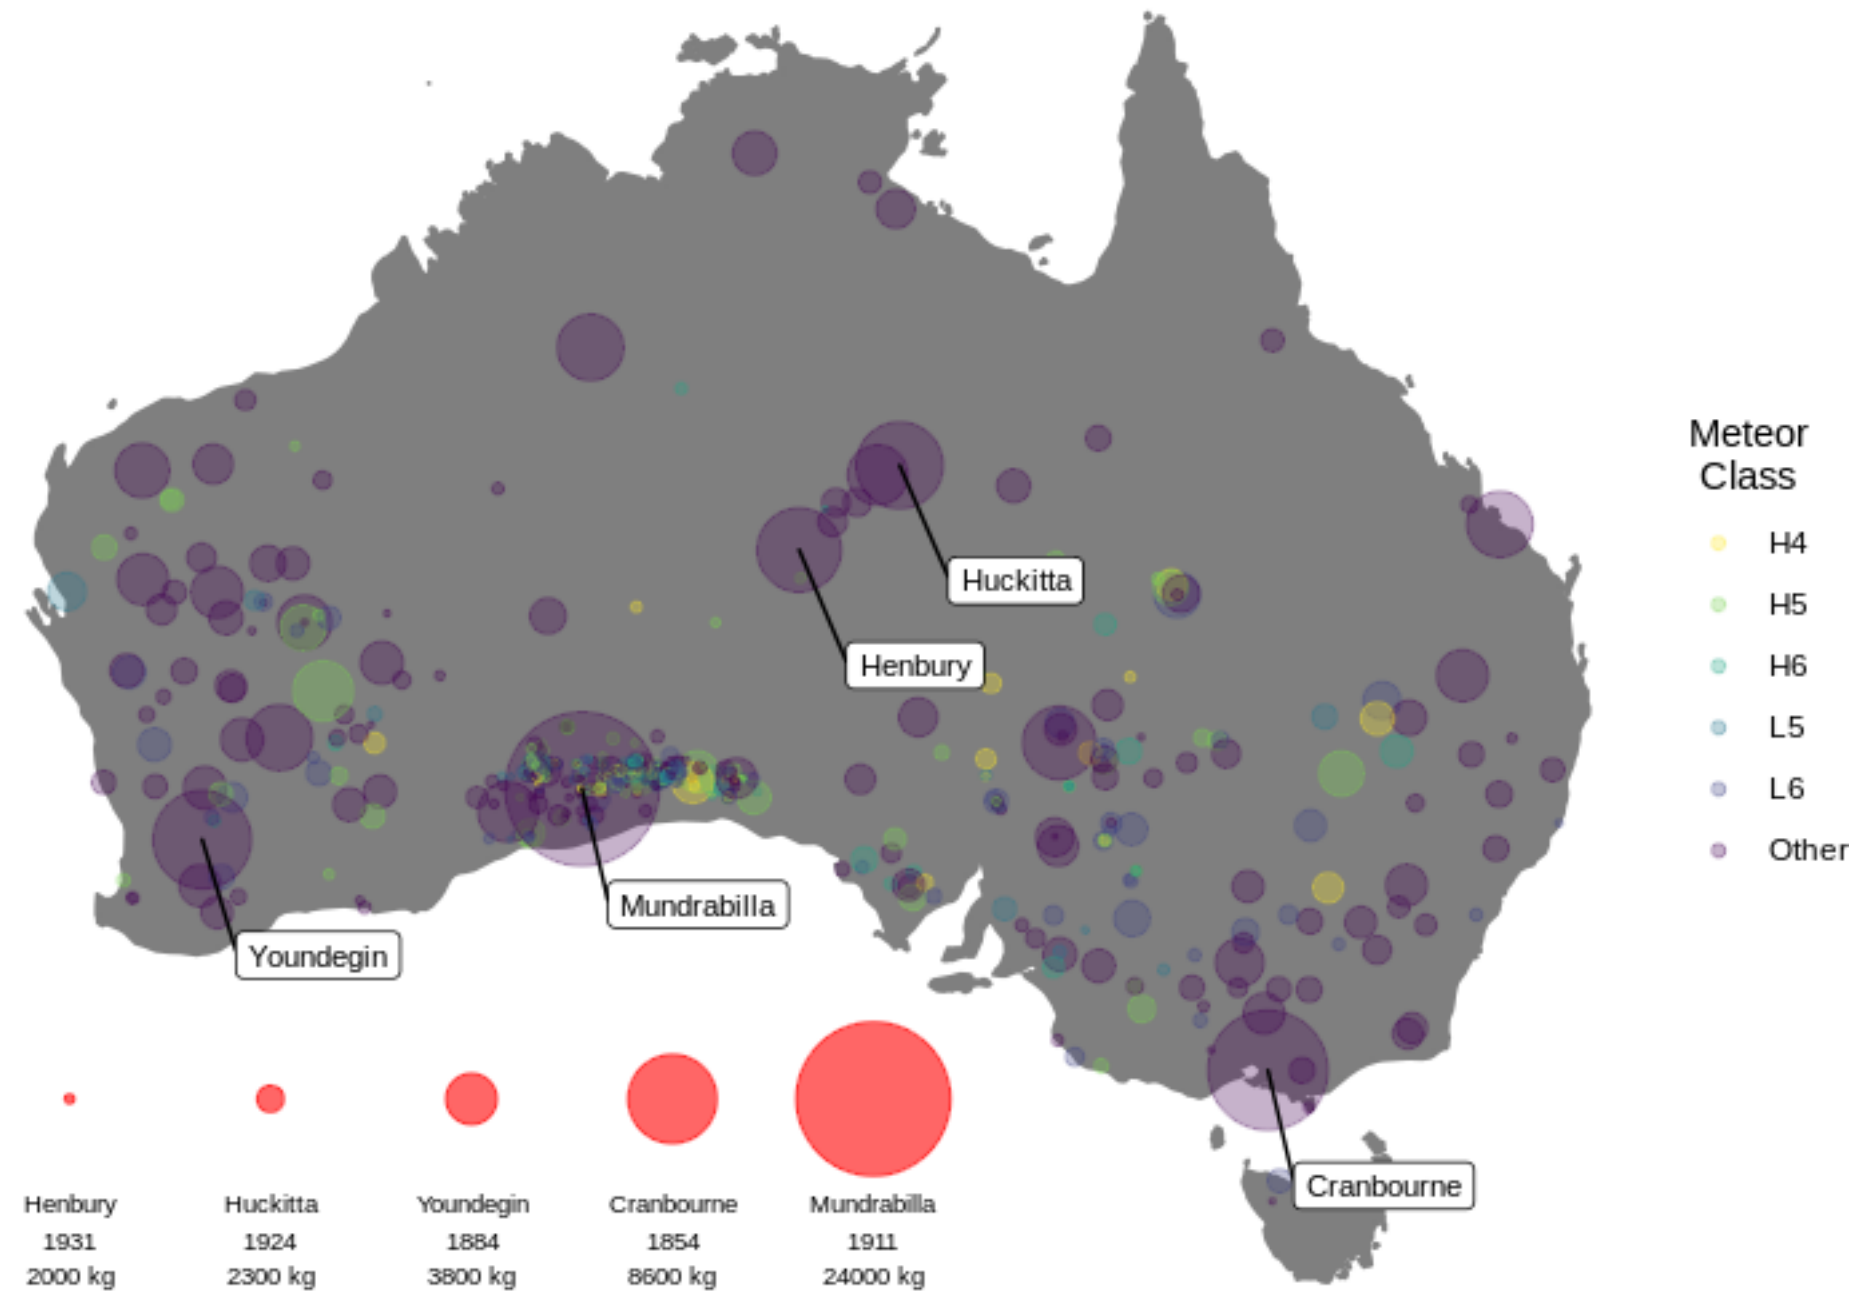 Meteor
Class
H4
H5
H6
L5
L6
Other
Huckitta
Henbury
Mundrabilla
Youndegin
Cranbourne
Henbury Huckitta Youndegin Cranbourne Mundrabilla
1931 1924 1884 1854 1911
2000 kg 2300 kg 3800 kg 8600 kg 24000 kg